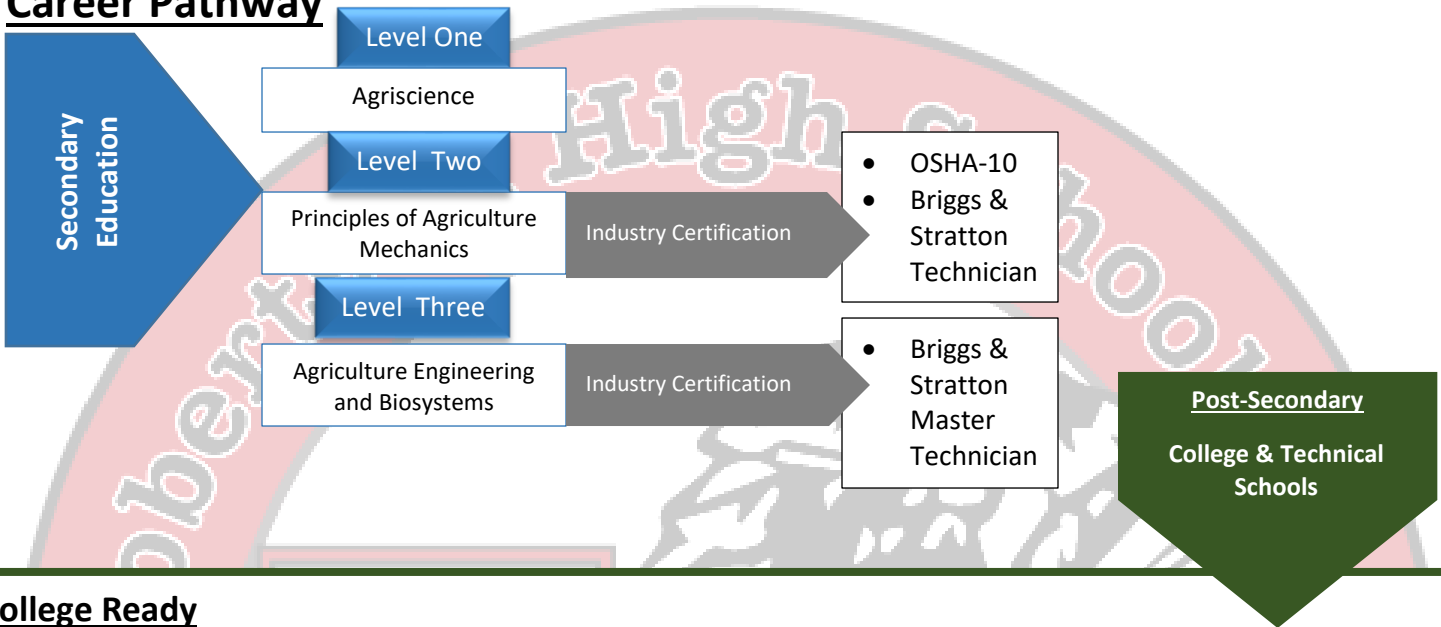 Career Pathway
Level One
Agriscience
Secondary
Education
Level Two
Principles of Agriculture
Mechanics
Industry Certification
• OSHA-10
• Briggs &
Stratton
Technician
Level Three
Agriculture Engineering
and Biosystems
Industry Certification
• Briggs &
Stratton
Master
Technician
Post-Secondary
College & Technical
Schools
ollege Ready
High School